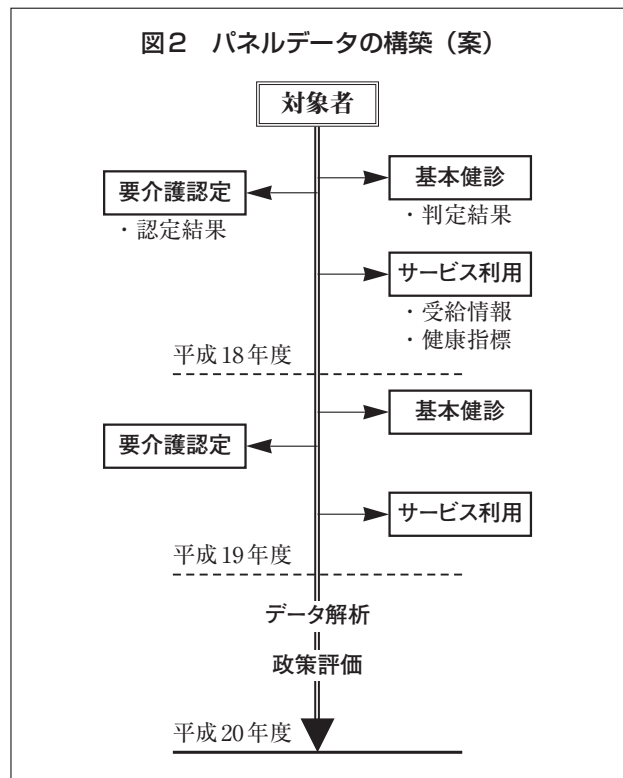 図2 パネルデータの構築（案）
対象者
基本健診
要介護認定
・判定結果
・認定結果
サービス利用
・受給情報
・健康指標
平成18年度
基本健診
要介護認定
サービス利用
平成19年度
データ解析
政策評価
平成20年度